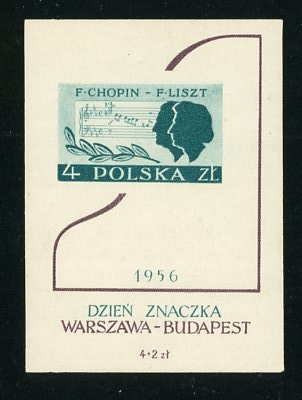 F·CHOPIN - F·LISZT
4 POLSKA ZŁ
1956
DZIEŃ ZNACZKA
WARSZAWA-BUDAPEST
4+2 zł